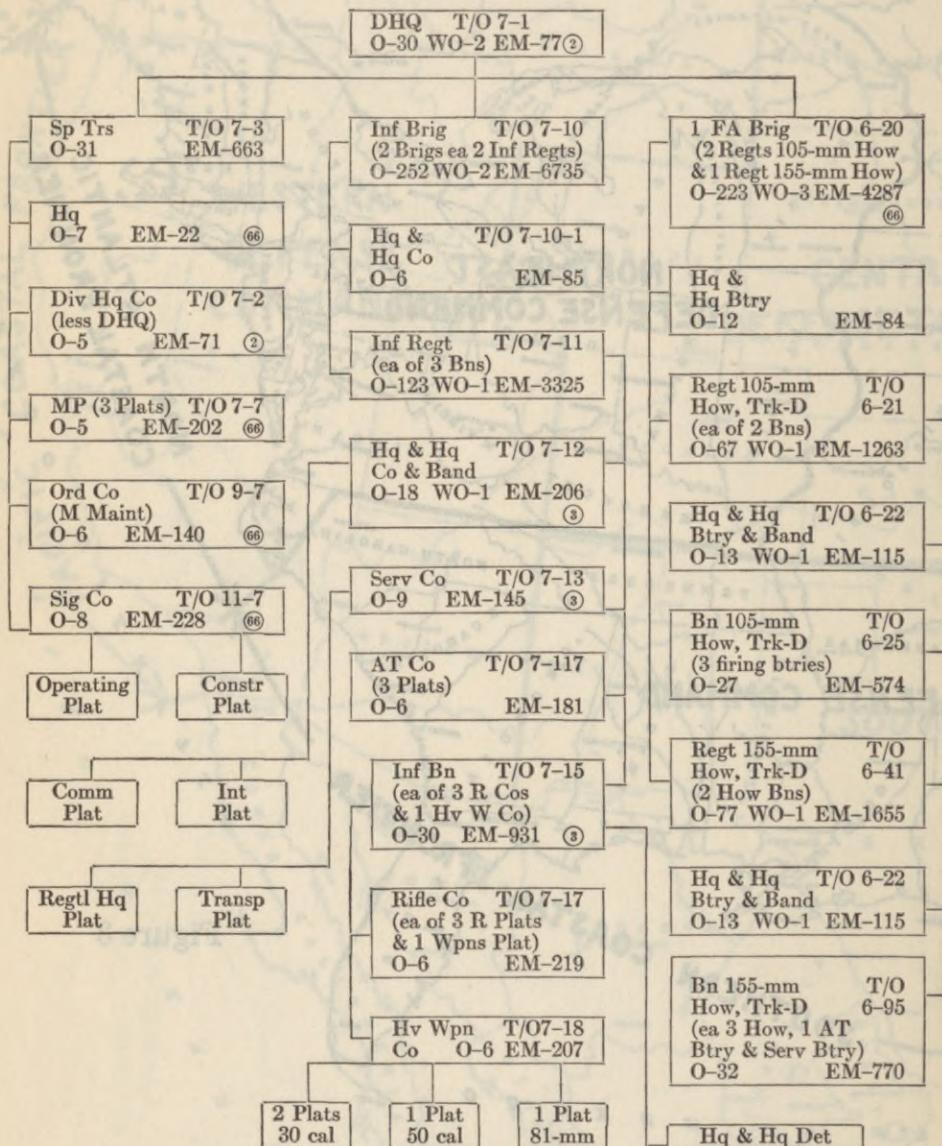 DHQ T/O 7-1
O-30 WO-2 EM-77 ②
Sp Trs T/O 7-3
O-31 EM-663
Hq
O-7 EM-22 ㊻
Div Hq Co T/O 7-2
(less DHQ)
O-5 EM-71 ②
MP (3 Plats) T/O 7-7
O-5 EM-202 66
Ord Co T/O 9-7
(M Maint)
O-6 EM-140 66
Sig Co T/O 11-7
O-8 EM-228 66
Operating
Plat
Constr
Plat
Comm
Plat
Int
Plat
Regtl Hq
Plat
Transp
Plat
Inf Brig T/O 7-10
(2 Brigs ea 2 Inf Regts)
O-252 WO-2 EM-6735
Hq & T/O 7-10-1
Hq Co
O-6 EM-85
Inf Regt T/O 7-11
(ea of 3 Bns)
O-123 WO-1 EM-3325
Hq & Hq T/O 7-12
Co & Band
O-18 WO-1 EM-206
③
Serv Co T/O 7-13
O-9 EM-145 ③
AT Co T/O 7-117
(3 Plats)
O-6 EM-181
Inf Bn T/O 7-15
(ea of 3 R Cos
& 1 Hv W Co)
O-30 EM-931 ③
Rifle Co T/O 7-17
(ea of 3 R Plats
& 1 Wpns Plat)
O-6 EM-219
Hv Wpn T/O7-18
Co O-6 EM-207
2 Plats
30 cal
1 Plat
50 cal
1 Plat
81-mm
1 FA Brig T/O 6-20
(2 Regts 105-mm How
& 1 Regt 155-mm How)
O-223 WO-3 EM-4287
66
Hq &
Hq Btry
O-12 EM-84
Regt 105-mm T/O
How, Trk-D 6-21
(ea of 2 Bns)
O-67 WO-1 EM-1263
Hq & Hq T/O 6-22
Btry & Band
O-13 WO-1 EM-115
Bn 105-mm T/O
How, Trk-D 6-25
(3 firing btries)
O-27 EM-574
Regt 155-mm T/O
How, Trk-D 6-41
(2 How Bns)
O-77 WO-1 EM-1655
Hq & Hq T/O 6-22
Btry & Band
O-13 WO-1 EM-115
Bn 155-mm T/O
How, Trk-D 6-95
(ea 3 How, 1 AT
Btry & Serv Btry)
O-32 EM-770
Hq & Hq Det